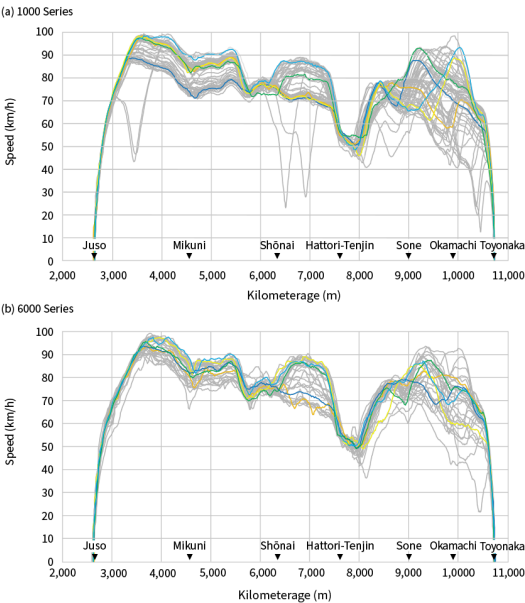 (a) 1000 Series
100
90
80
70
60
50
40
30
20
10
0
Speed (km/h)
Juso Mikuni Shōnai Hattori-Tenjin Sone Okamachi Toyonaka
2,000 3,000 4,000 5,000 6,000 7,000 8,000 9,000 1,0000 11,000
Kilometerage (m)
(b) 6000 Series
100
90
80
70
60
50
40
30
20
10
0
Speed (km/h)
Juso Mikuni Shōnai Hattori-Tenjin Sone Okamachi Toyonaka
2,000 3,000 4,000 5,000 6,000 7,000 8,000 9,000 1,0000 11,000
Kilometerage (m)